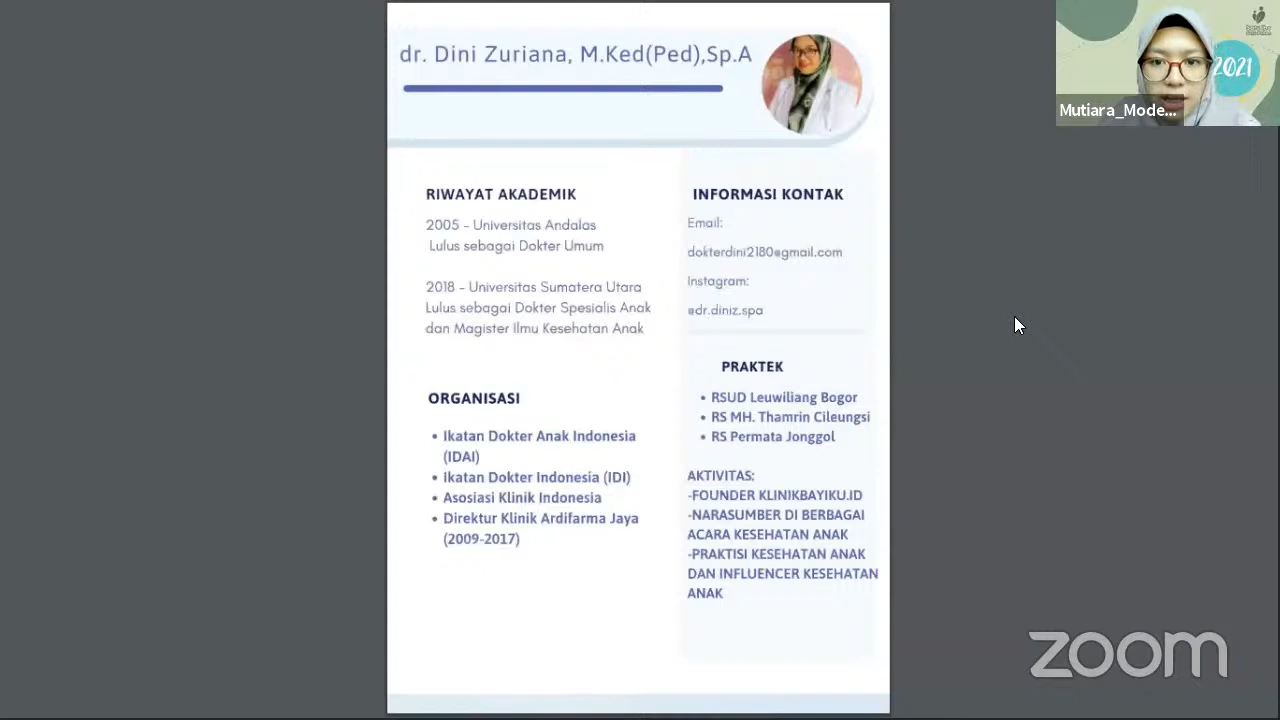 dr. Dini Zuriana, M.Ked(Ped),Sp.A
RIWAYAT AKADEMIK
2005 - Universitas Andalas
Lulus sebagai Dokter Umum
2018 - Universitas Sumatera Utara
Lulus sebagai Dokter Spesialis Anak
dan Magister Ilmu Kesehatan Anak
ORGANISASI
• Ikatan Dokter Anak Indonesia
(IDAI)
• Ikatan Dokter Indonesia (IDI)
• Asosiasi Klinik Indonesia
• Direktur Klinik Ardifarma Jaya
(2009-2017)
INFORMASI KONTAK
Email:
dokterdini2180@gmail.com
Instagram:
@dr.diniz.spa
PRAKTEK
• RSUD Leuwiliang Bogor
• RS MH. Thamrin Cileungsi
• RS Permata Jonggol
AKTIVITAS:
-FOUNDER KLINIKBAYIKU.ID
-NARASUMBER DI BERBAGAI
ACARA KESEHATAN ANAK
-PRAKTISI KESEHATAN ANAK
DAN INFLUENCER KESEHATAN
ANAK
2021
Mutiara_Mode...
zoom